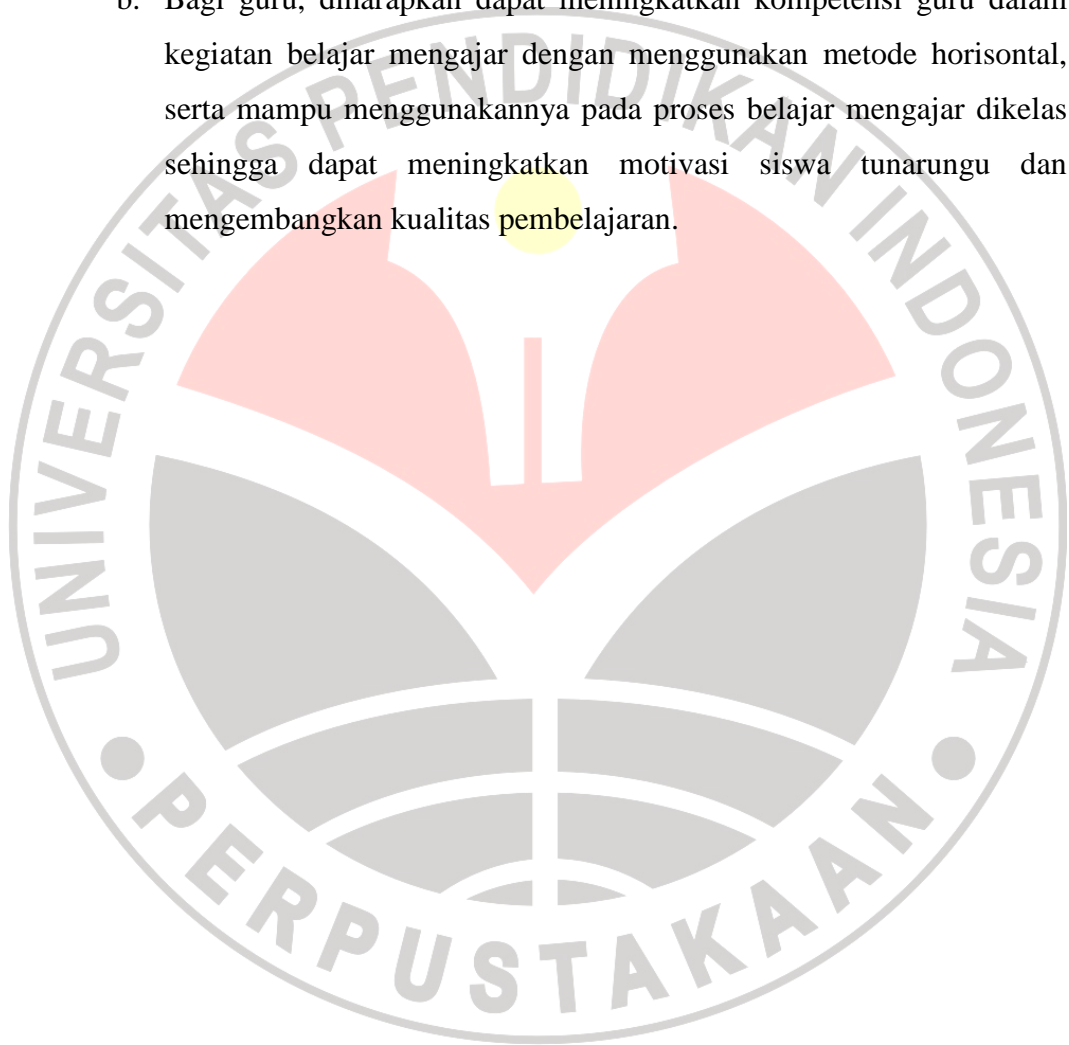 b. Bagi guru, diharapkan dapat meningkatkan kompetensi guru dalam
kegiatan belajar mengajar dengan menggunakan metode horisontal,
serta mampu menggunakannya pada proses belajar mengajar dikelas
sehingga dapat meningkatkan motivasi siswa tunarungu dan
mengembangkan kualitas pembelajaran.
UNIVERSITAS PENDIDIKAN INDONESIA
PERPUSTAKAAN